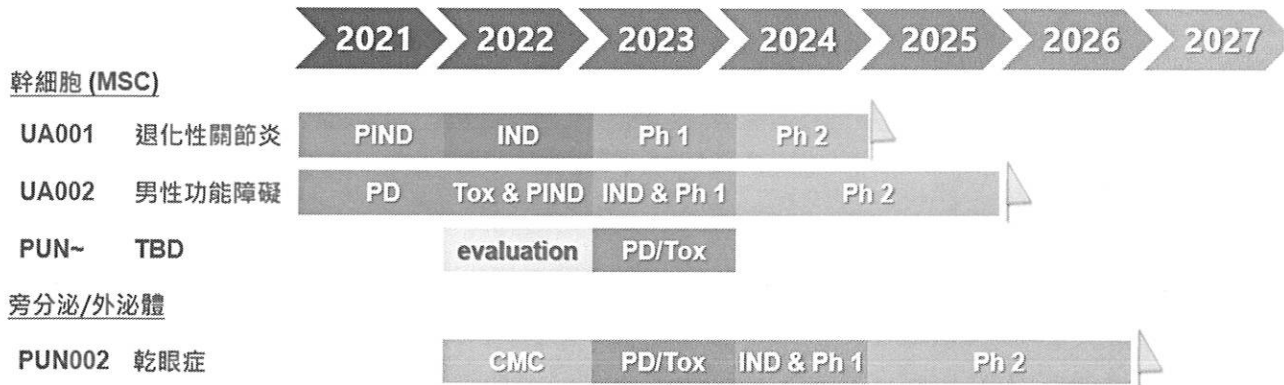 2021 2022 2023 2024 2025 2026 2027
幹細胞 (MSC)
UA001 退化性關節炎 PIND IND Ph 1 Ph 2
UA002 男性功能障礙 PD Tox & PIND IND & Ph 1 Ph 2
PUN~ TBD evaluation PD/Tox
旁分泌/外泌體
PUN002 乾眼症 CMC PD/Tox IND & Ph 1 Ph 2